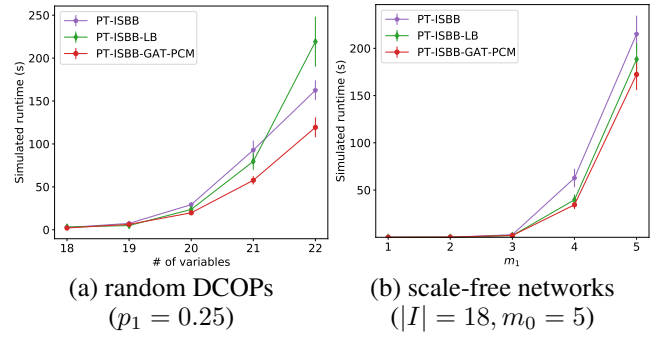 PT-ISBB
PT-ISBB-LB
PT-ISBB-GAT-PCM
250
200
150
100
50
0
Simulated runtime (s)
18 19 20 21 22
# of variables
(a) random DCOPs
(p₁ = 0.25)
PT-ISBB
PT-ISBB-LB
PT-ISBB-GAT-PCM
200
150
100
50
Simulated runtime (s)
1 2 3 4 5
m₁
(b) scale-free networks
(|I| = 18, m₀ = 5)